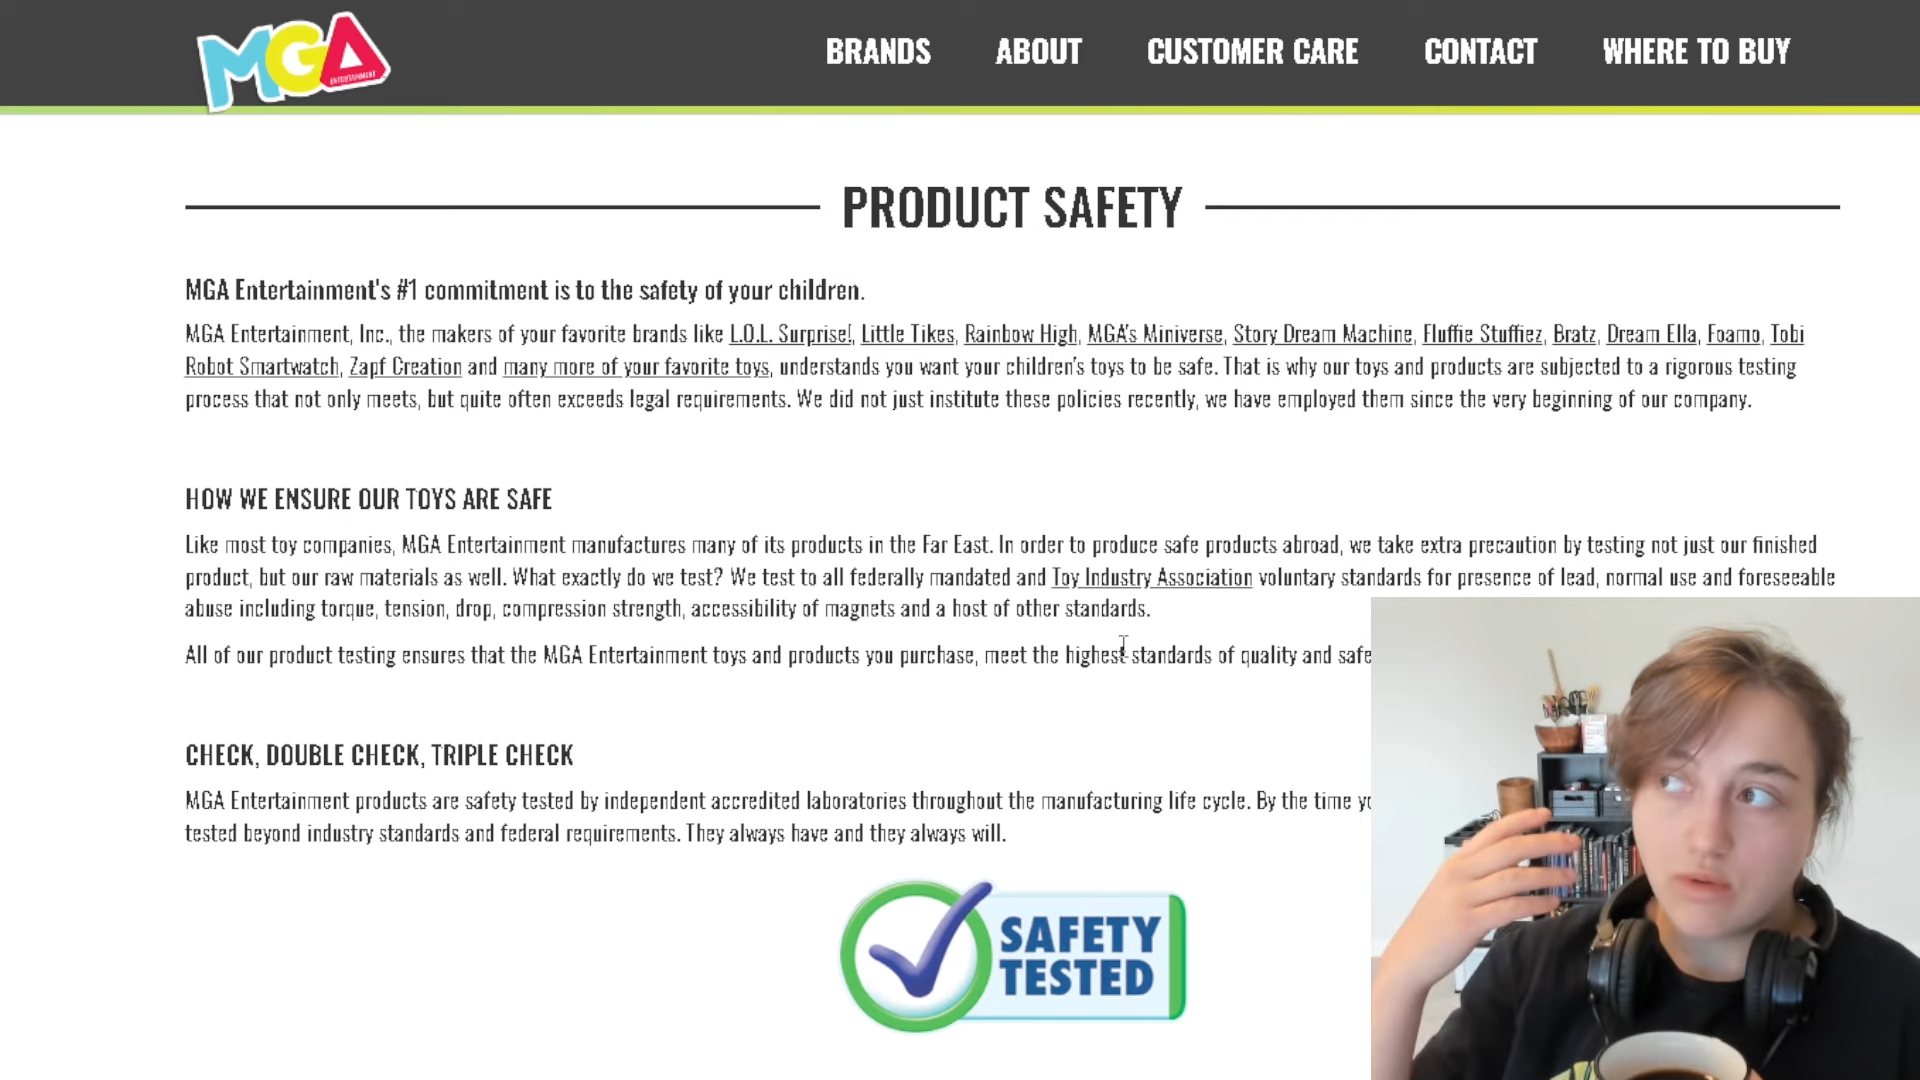 MGA
ENTERTAINMENT
BRANDS ABOUT CUSTOMER CARE CONTACT WHERE TO BUY
PRODUCT SAFETY
MGA Entertainment's #1 commitment is to the safety of your children.
MGA Entertainment, Inc., the makers of your favorite brands like L.O.L. Surprise!, Little Tikes, Rainbow High, MGA's Miniverse, Story Dream Machine, Fluffie Stuffiez, Bratz, Dream Ella, Foamo, Tobi
Robot Smartwatch, Zapf Creation and many more of your favorite toys, understands you want your children's toys to be safe. That is why our toys and products are subjected to a rigorous testing
process that not only meets, but quite often exceeds legal requirements. We did not just institute these policies recently, we have employed them since the very beginning of our company.
HOW WE ENSURE OUR TOYS ARE SAFE
Like most toy companies, MGA Entertainment manufactures many of its products in the Far East. In order to produce safe products abroad, we take extra precaution by testing not just our finished
product, but our raw materials as well. What exactly do we test? We test to all federally mandated and Toy Industry Association voluntary standards for presence of lead, normal use and foreseeable
abuse including torque, tension, drop, compression strength, accessibility of magnets and a host of other standards.
All of our product testing ensures that the MGA Entertainment toys and products you purchase, meet the highest standards of quality and safe
CHECK, DOUBLE CHECK, TRIPLE CHECK
MGA Entertainment products are safety tested by independent accredited laboratories throughout the manufacturing life cycle. By the time yo
tested beyond industry standards and federal requirements. They always have and they always will.
SAFETY
TESTED